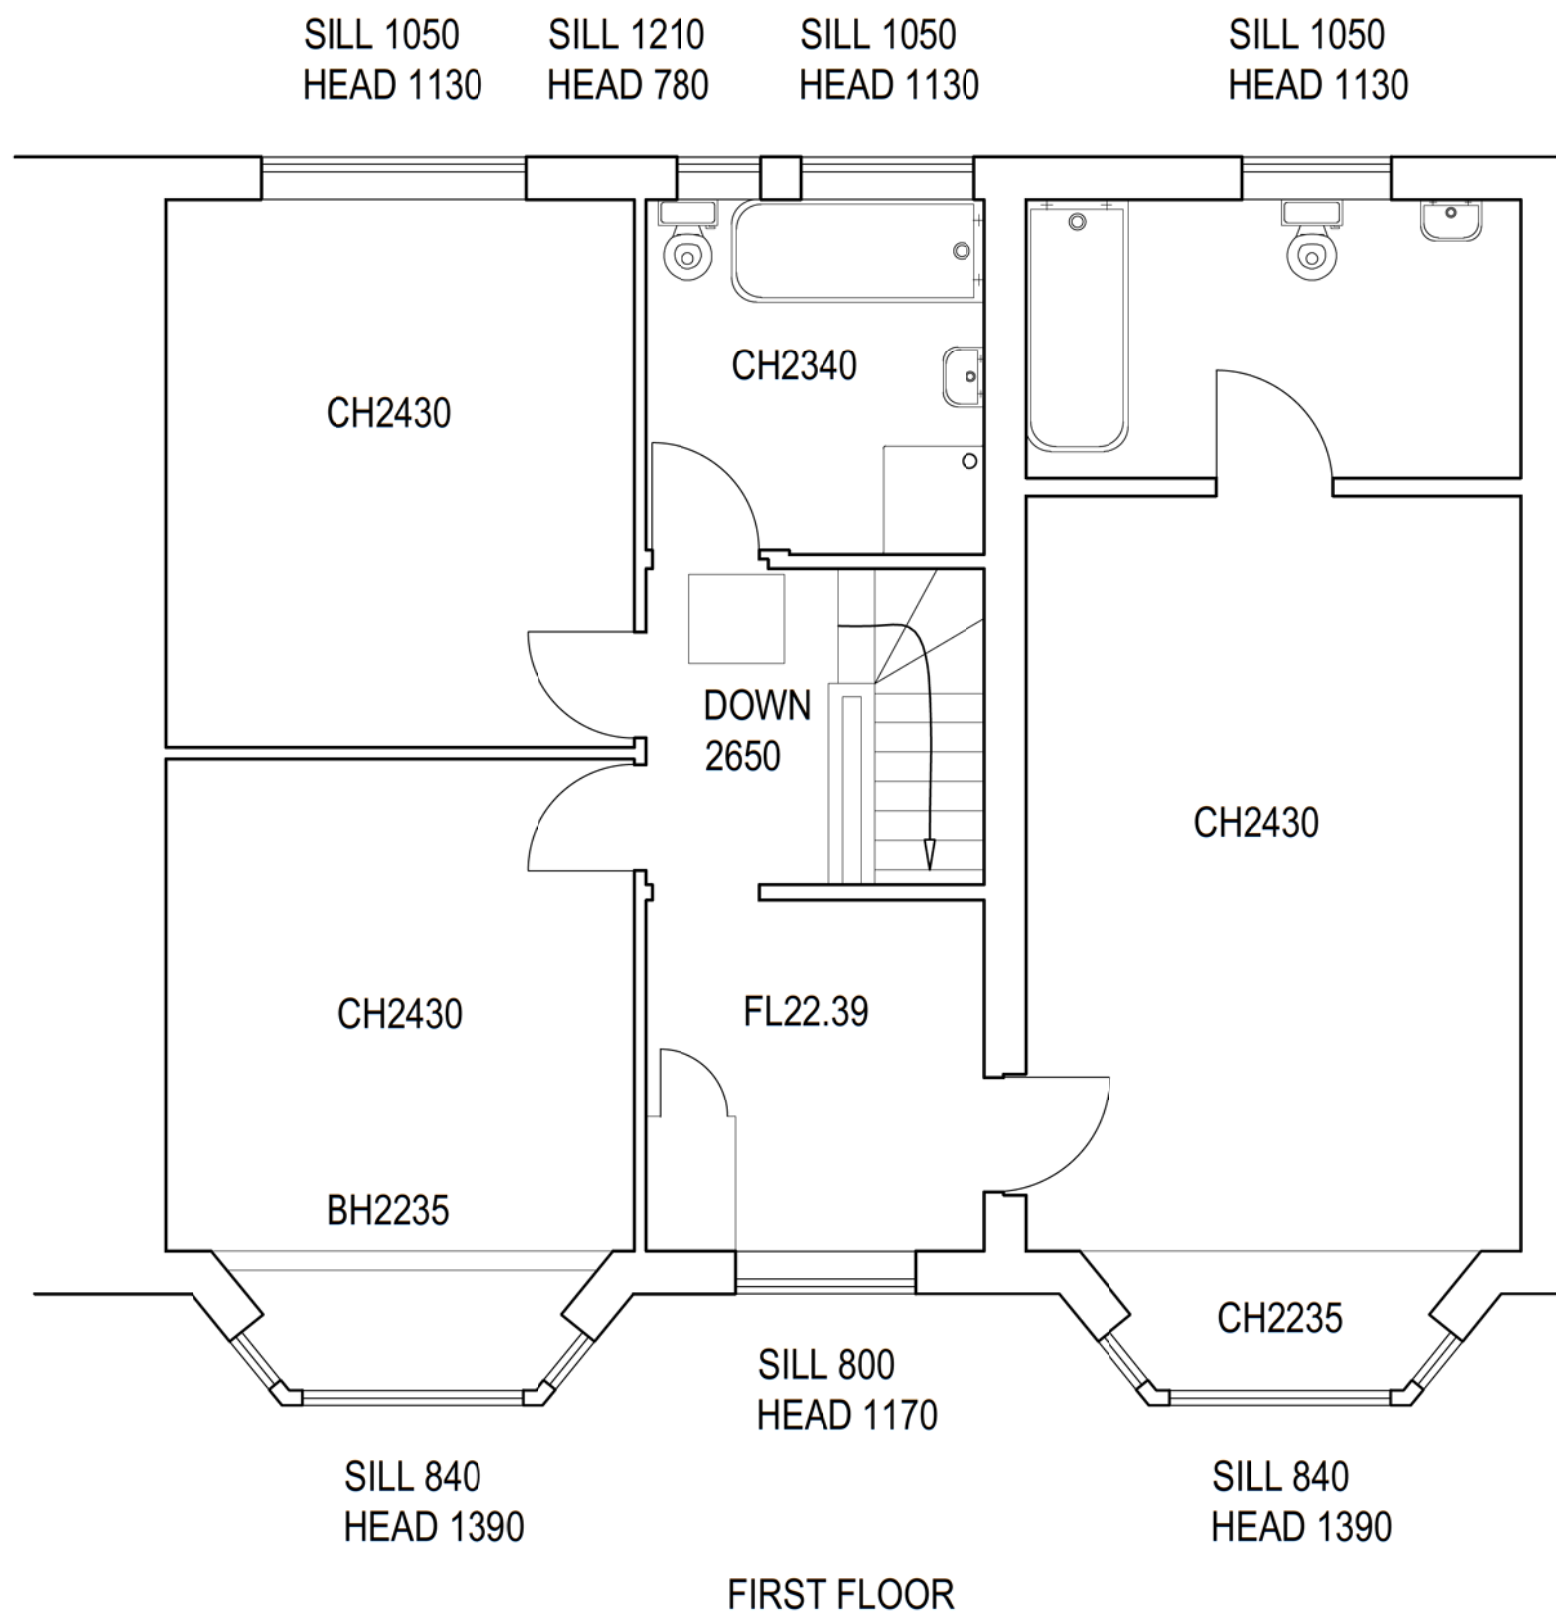 SILL 1050
HEAD 1130
SILL 1210
HEAD 780
SILL 1050
HEAD 1130
SILL 1050
HEAD 1130
CH2340
CH2430
DOWN
2650
CH2430
CH2430
FL22.39
BH2235
CH2235
SILL 800
HEAD 1170
SILL 840
HEAD 1390
SILL 840
HEAD 1390
FIRST FLOOR